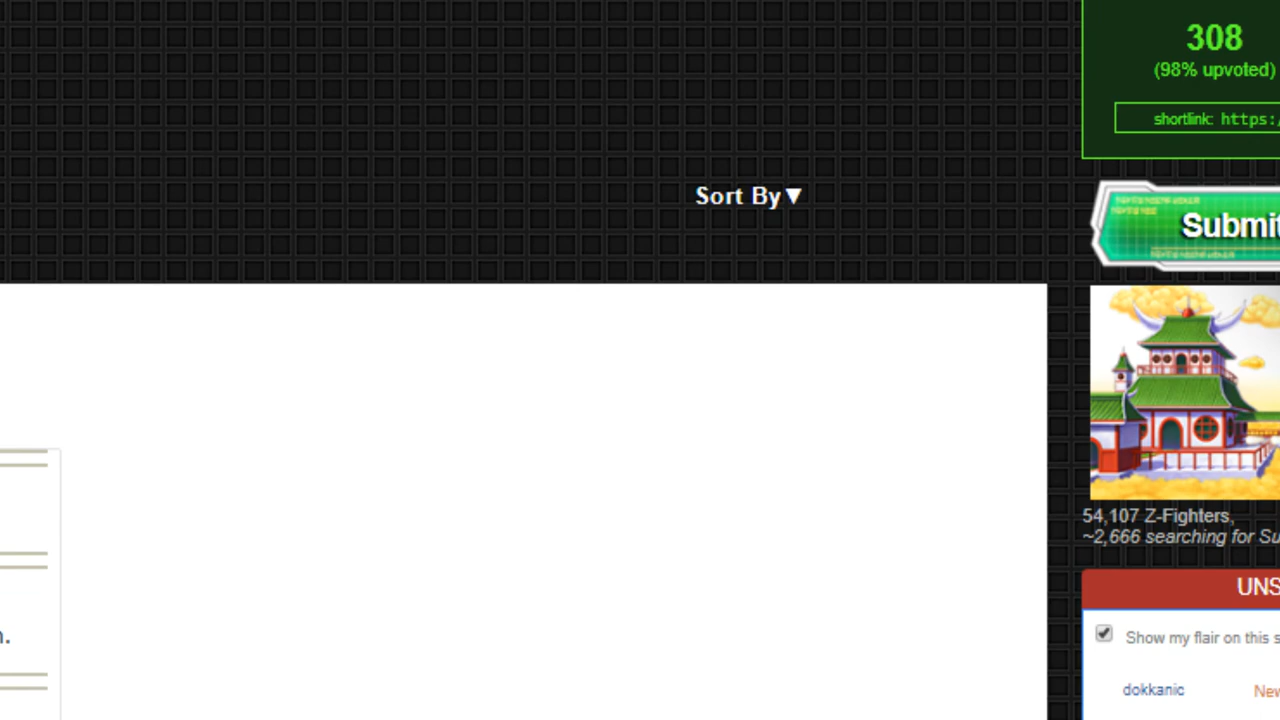 308
(98% upvoted)
shortlink: https:/
Sort By▼
Submit
54,107 Z-Fighters,
~2,666 searching for Su
UNS
Show my flair on this s
n.
dokkanic
New